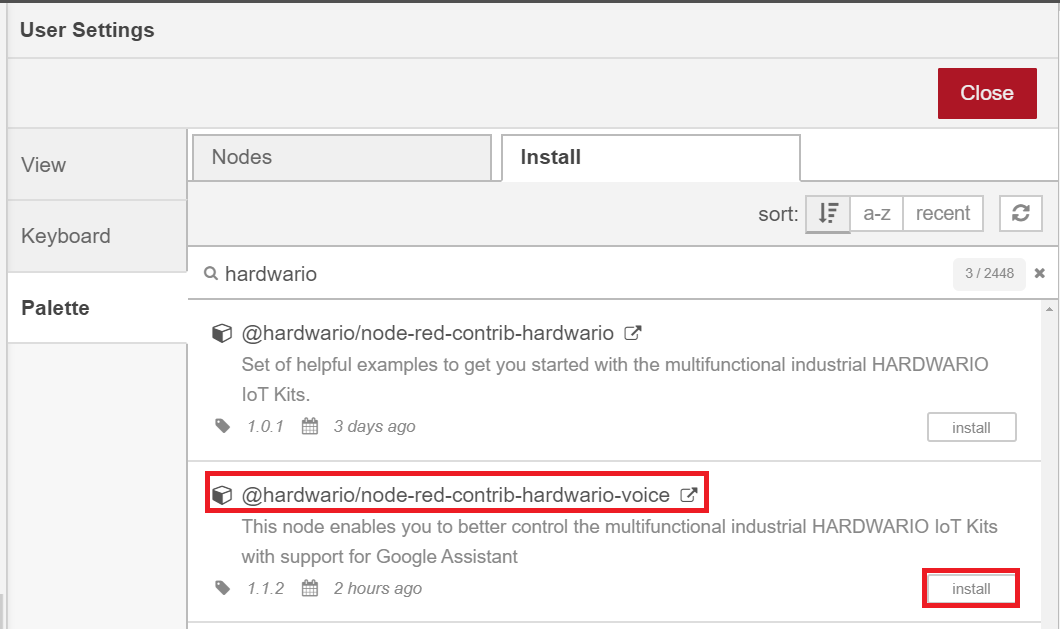 User Settings
Close
View
Keyboard
Palette
Nodes
Install
sort: a-z recent
hardwario
3 / 2448
@hardwario/node-red-contrib-hardwario
Set of helpful examples to get you started with the multifunctional industrial HARDWARIO
IoT Kits.
1.0.1 3 days ago
install
@hardwario/node-red-contrib-hardwario-voice
This node enables you to better control the multifunctional industrial HARDWARIO IoT Kits
with support for Google Assistant
1.1.2 2 hours ago
install